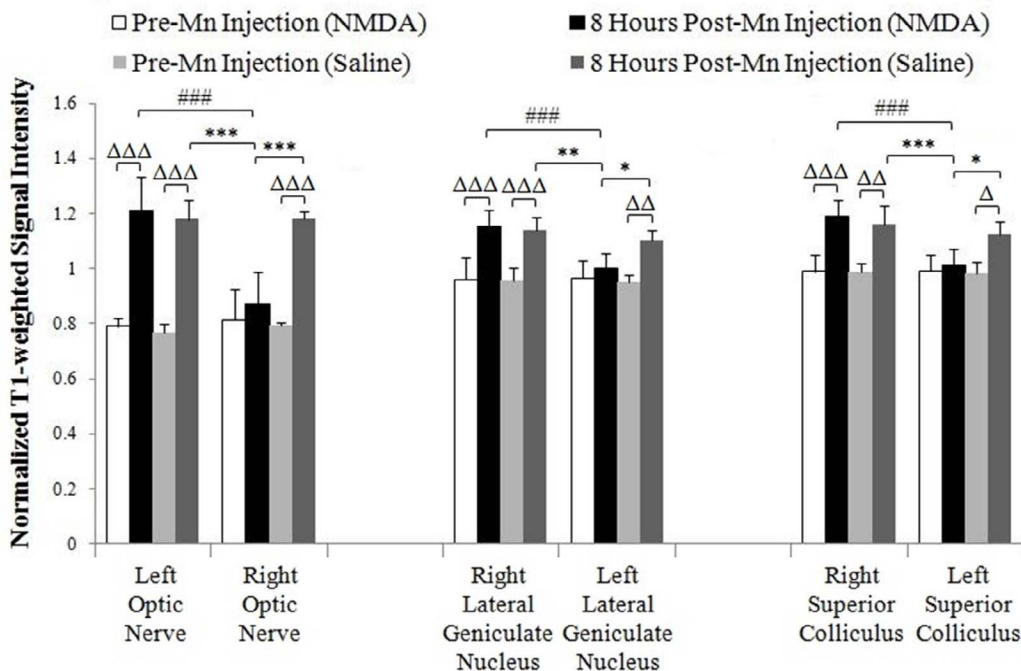 Pre-Mn Injection (NMDA) 8 Hours Post-Mn Injection (NMDA)
Pre-Mn Injection (Saline) 8 Hours Post-Mn Injection (Saline)
Normalized T1-weighted Signal Intensity
1.6
1.4
1.2
1
0.8
0.6
0.4
0.2
0
###
*** ***
ΔΔΔ ΔΔΔ ΔΔΔ
###
** *
ΔΔΔ ΔΔΔ ΔΔ
###
*** *
ΔΔΔ ΔΔ Δ
Left
Optic
Nerve
Right
Optic
Nerve
Right
Lateral
Geniculate
Nucleus
Left
Lateral
Geniculate
Nucleus
Right
Superior
Colliculus
Left
Superior
Colliculus